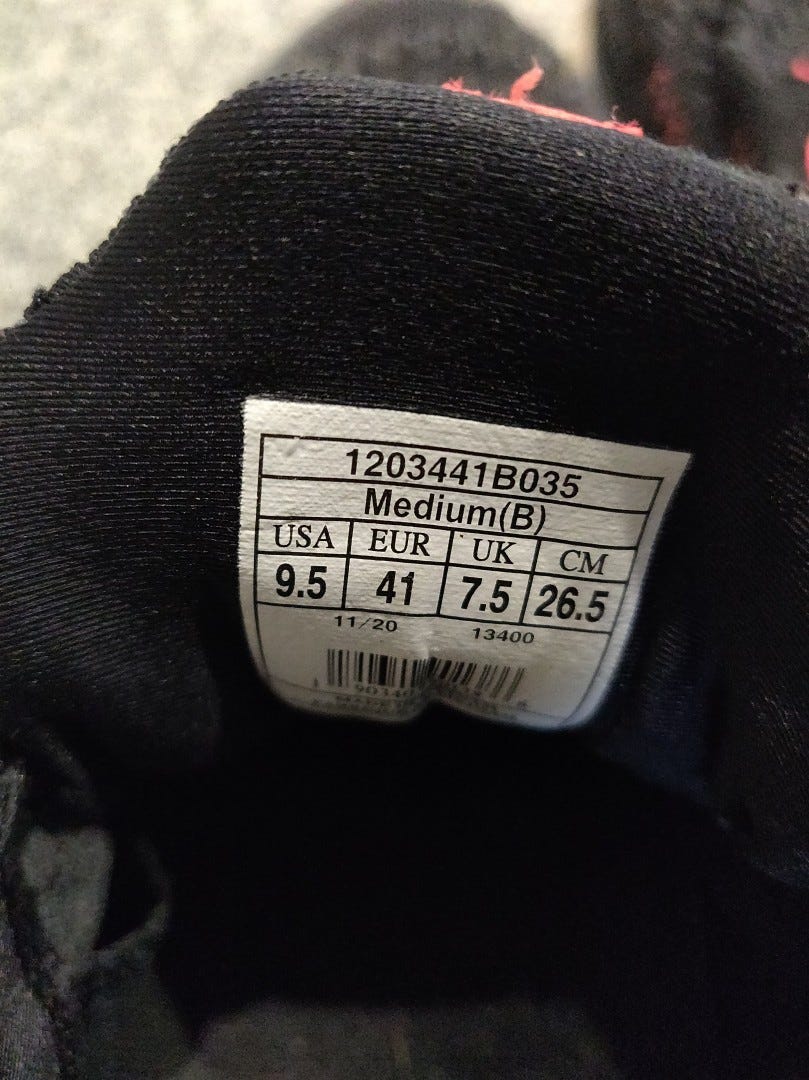 1203441B035
Medium(B)
USA EUR UK CM
9.5 41 7.5 26.5
11/20 13400